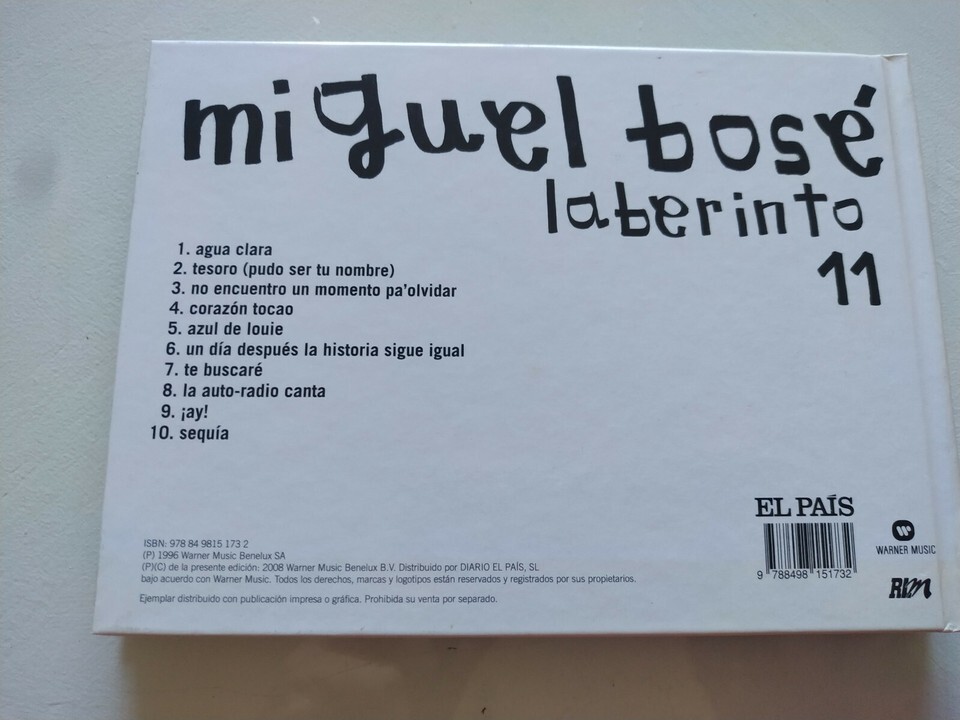 miguel bosé
laberinto
11
1. agua clara
2. tesoro (pudo ser tu nombre)
3. no encuentro un momento pa'olvidar
4. corazón tocao
5. azul de louie
6. un día después la historia sigue igual
7. te buscaré
8. la auto-radio canta
9. ¡ay!
10. sequía
EL PAÍS
9 788498 151732
WARNER MUSIC
RLM
ISBN: 978 84 9815 173 2
(P) 1996 Warner Music Benelux SA
(P)(C) de la presente edición: 2008 Warner Music Benelux B.V. Distribuido por DIARIO EL PAÍS, SL
bajo acuerdo con Warner Music. Todos los derechos, marcas y logotipos están reservados y registrados por sus propietarios.
Ejemplar distribuido con publicación impresa o gráfica. Prohibida su venta por separado.